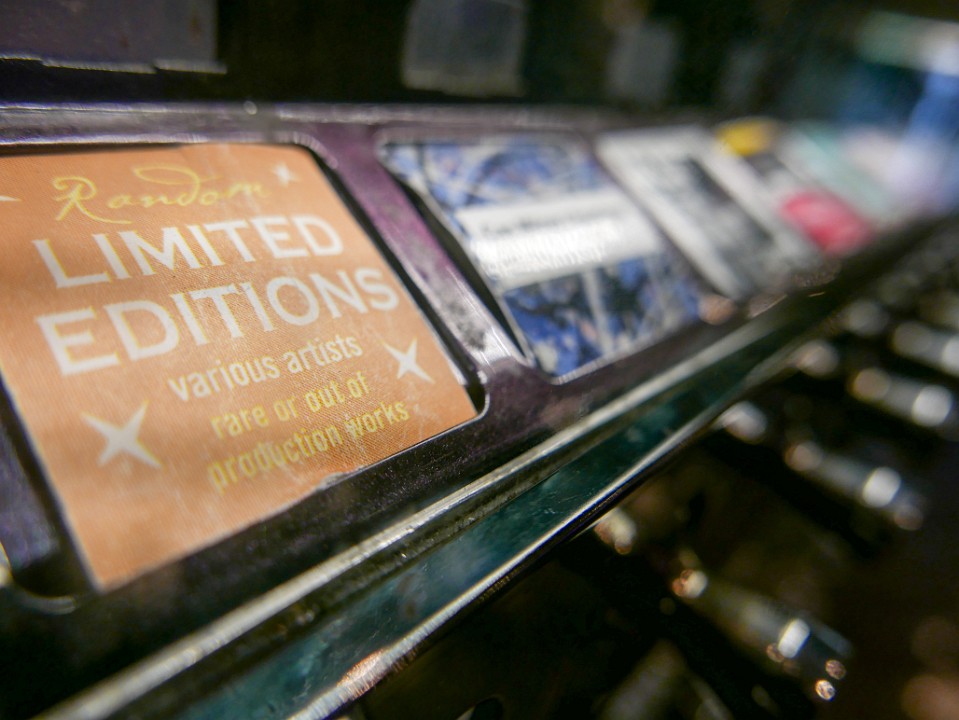 Random
LIMITED
EDITIONS
various artists
rare or out of
production works